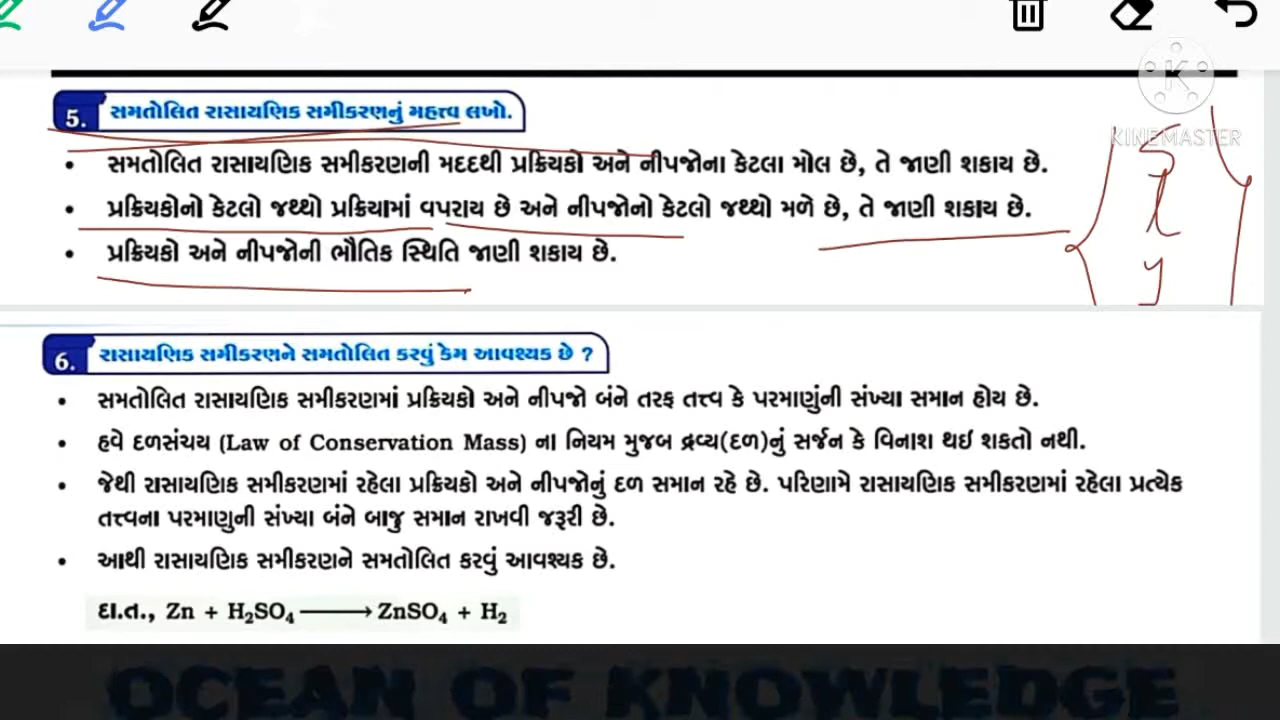 KINEMASTER
5. સમતોલિત રાસાયણિક સમીકરણનું મહત્ત્વ લખો.
• સમતોલિત રાસાયણિક સમીકરણની મદદથી પ્રક્રિયકો અને નીપજોના કેટલા મોલ છે, તે જાણી શકાય છે.
• પ્રક્રિયકોનો કેટલો જથ્થો પ્રક્રિયામાં વપરાય છે અને નીપજોનો કેટલો જથ્થો મળે છે, તે જાણી શકાય છે.
• પ્રક્રિયકો અને નીપજોની ભૌતિક સ્થિતિ જાણી શકાય છે.
6. રાસાયણિક સમીકરણને સમતોલિત કરવું કેમ આવશ્યક છે ?
• સમતોલિત રાસાયણિક સમીકરણમાં પ્રક્રિયકો અને નીપજો બંને તરફ તત્ત્વ કે પરમાણુંની સંખ્યા સમાન હોય છે.
• હવે દળસંચય (Law of Conservation Mass) ના નિયમ મુજબ દ્રવ્ય(દળ)નું સર્જન કે વિનાશ થઈ શકતો નથી.
• જેથી રાસાયણિક સમીકરણમાં રહેલા પ્રક્રિયકો અને નીપજોનું દળ સમાન રહે છે. પરિણામે રાસાયણિક સમીકરણમાં રહેલા પ્રત્યેક
તત્ત્વના પરમાણુની સંખ્યા બંને બાજુ સમાન રાખવી જરૂરી છે.
• આથી રાસાયણિક સમીકરણને સમતોલિત કરવું આવશ્યક છે.
દા.ત., Zn + H₂SO₄ ⟶ ZnSO₄ + H₂
OCEAN OF KNOWLEDGE